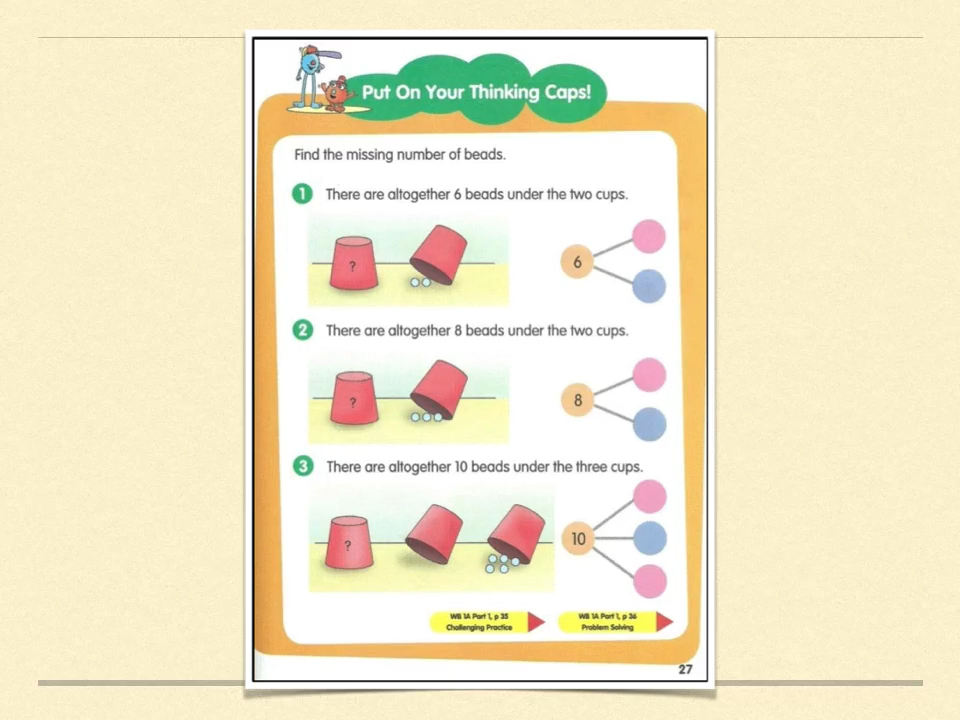 Put On Your Thinking Caps!
Find the missing number of beads.
1 There are altogether 6 beads under the two cups.
?
6
2 There are altogether 8 beads under the two cups.
?
8
3 There are altogether 10 beads under the three cups.
?
10
WB 1A Part 1, p 35
Challenging Practice
WB 1A Part 1, p 36
Problem Solving
27